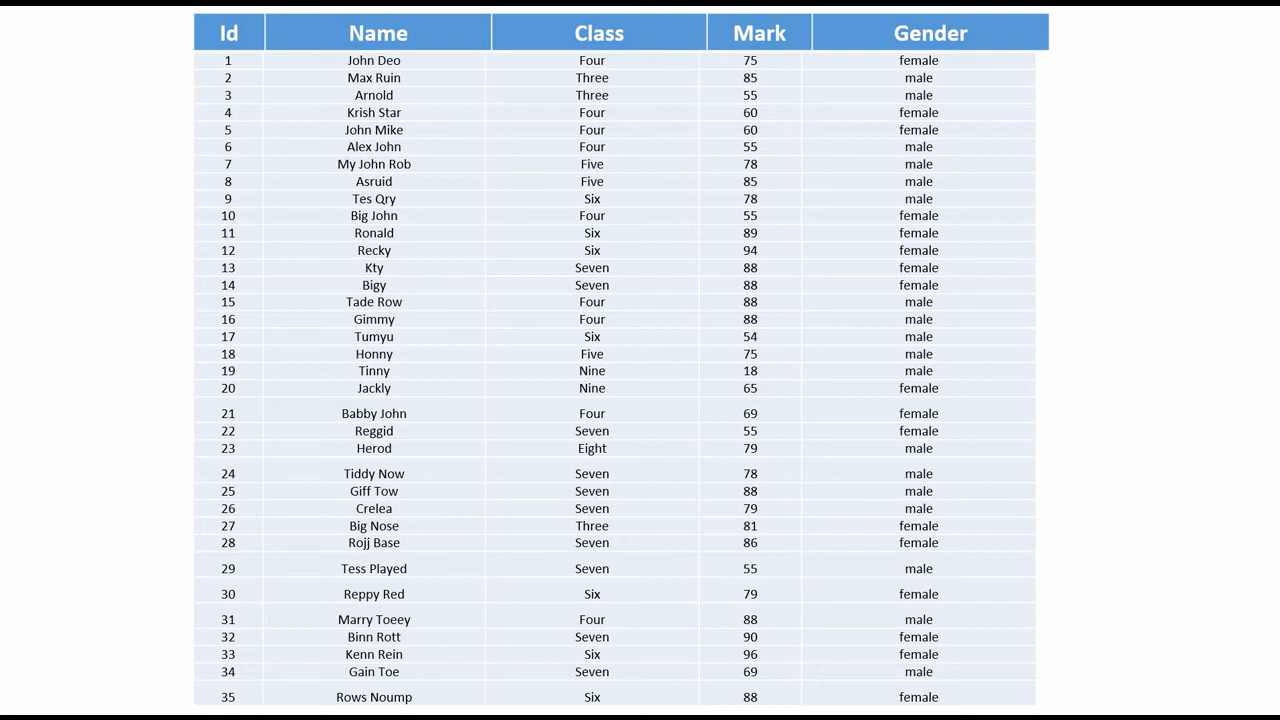 Id Name Class Mark Gender
1 John Deo Four 75 female
2 Max Ruin Three 85 male
3 Arnold Three 55 male
4 Krish Star Four 60 female
5 John Mike Four 60 female
6 Alex John Four 55 male
7 My John Rob Five 78 male
8 Asruid Five 85 male
9 Tes Qry Six 78 male
10 Big John Four 55 female
11 Ronald Six 89 female
12 Recky Six 94 female
13 Kty Seven 88 female
14 Bigy Seven 88 female
15 Tade Row Four 88 male
16 Gimmy Four 88 male
17 Tumyu Six 54 male
18 Honny Five 75 male
19 Tinny Nine 18 male
20 Jackly Nine 65 female
21 Babby John Four 69 female
22 Reggid Seven 55 female
23 Herod Eight 79 male
24 Tiddy Now Seven 78 male
25 Giff Tow Seven 88 male
26 Crelea Seven 79 male
27 Big Nose Three 81 female
28 Rojj Base Seven 86 female
29 Tess Played Seven 55 male
30 Reppy Red Six 79 female
31 Marry Toeey Four 88 male
32 Binn Rott Seven 90 female
33 Kenn Rein Six 96 female
34 Gain Toe Seven 69 male
35 Rows Noump Six 88 female